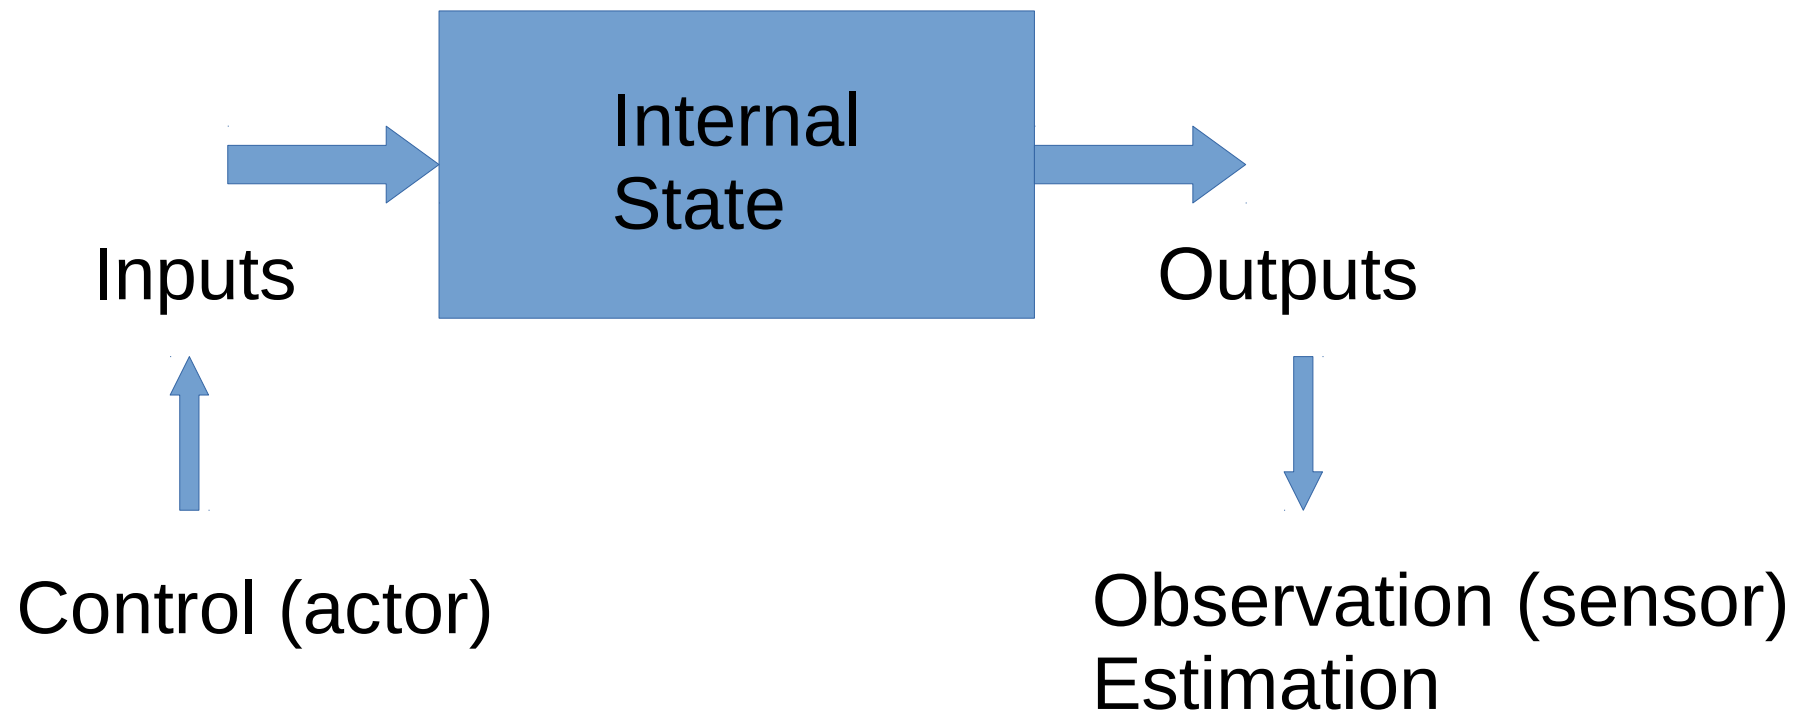 Internal
State
Inputs
Outputs
Control (actor)
Observation (sensor)
Estimation